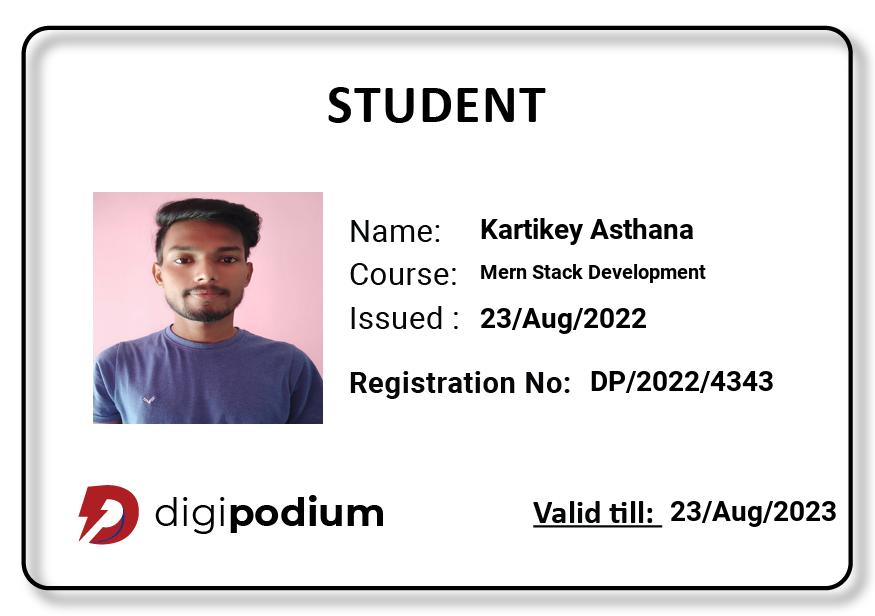 STUDENT
Name: Kartikey Asthana
Course: Mern Stack Development
Issued : 23/Aug/2022
Registration No: DP/2022/4343
digipodium
Valid till: 23/Aug/2023